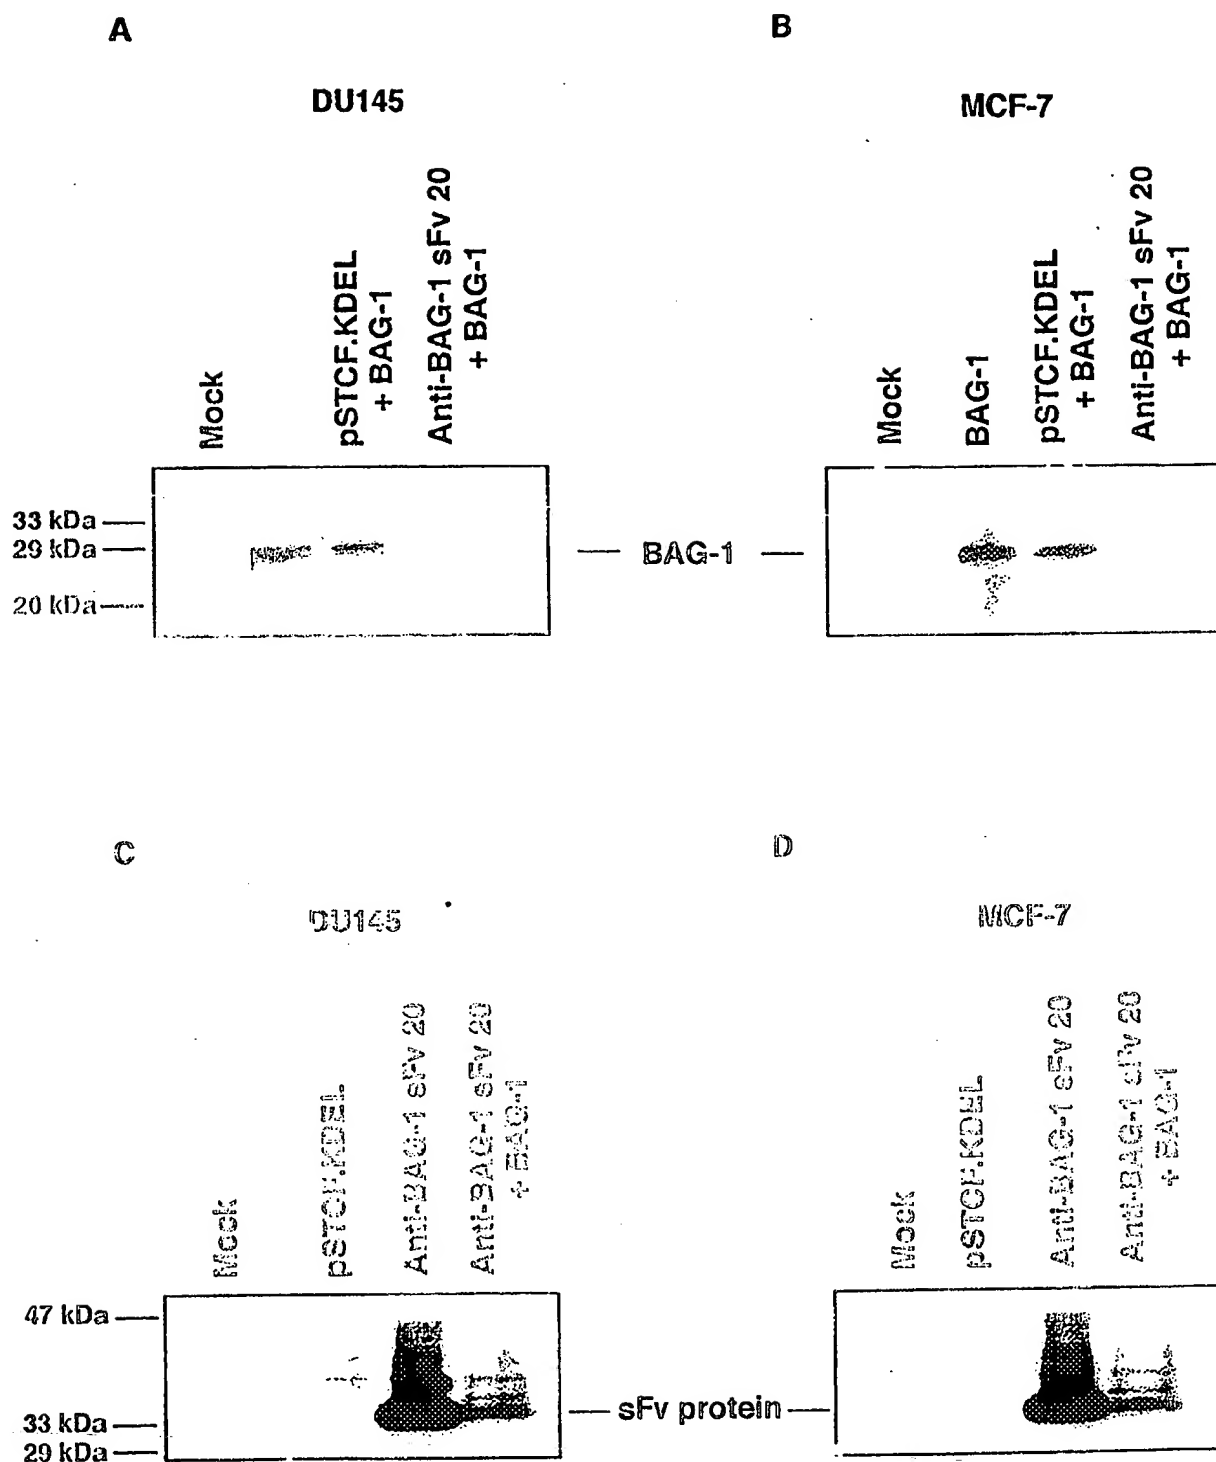 A
B
DU145
MCF-7
Mock
pSTCF.KDEL
+ BAG-1
Anti-BAG-1 sFv 20
+ BAG-1
Mock
BAG-1
pSTCF.KDEL
+ BAG-1
Anti-BAG-1 sFv 20
+ BAG-1
33 kDa
29 kDa
20 kDa
BAG-1
C
D
DU145
MCF-7
Mock
pSTCF.KDEL
Anti-BAG-1 sFv 20
Anti-BAG-1 sFv 20
+ BAG-1
Mock
pSTCF.KDEL
Anti-BAG-1 sFv 20
Anti-BAG-1 sFv 20
+ BAG-1
47 kDa
33 kDa
29 kDa
sFv protein